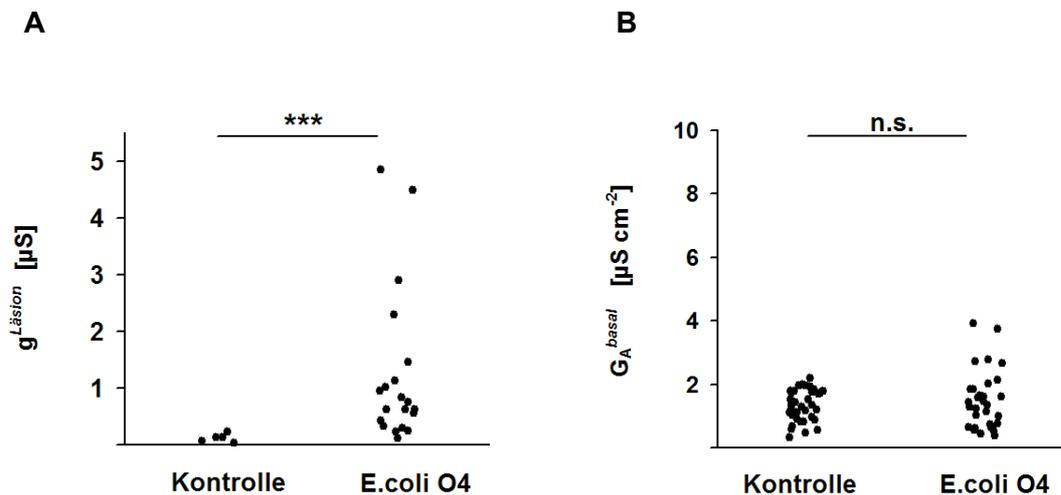 A
***
5
4
3
2
1
g^Läsion [µS]
Kontrolle
E.coli O4
B
n.s.
10
8
6
4
2
G_A^basal [µS cm^-2]
Kontrolle
E.coli O4